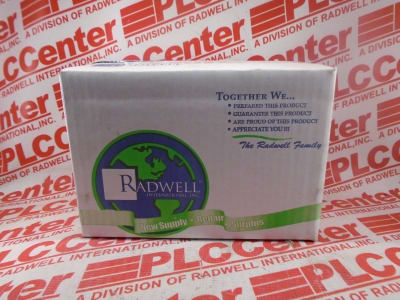 TOGETHER WE...
• PREPARED THIS PRODUCT
• GUARANTEE THIS PRODUCT
• ARE PROUD OF THIS PRODUCT
• APPRECIATE YOU!!!
The Radwell Family
RADWELL
INTERNATIONAL, INC.
New Supply • Repair • Surplus
PLCCenter
A DIVISION OF RADWELL INTERNATIONAL, INC.